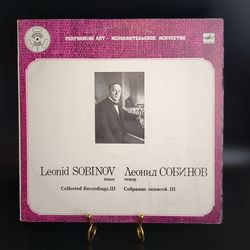 PERFORMING ART · ИСПОЛНИТЕЛЬСКОЕ ИСКУССТВО
Leonid SOBINOV
tenor
Collected Recordings.III
Леонид СОБИНОВ
тенор
Собрание записей III